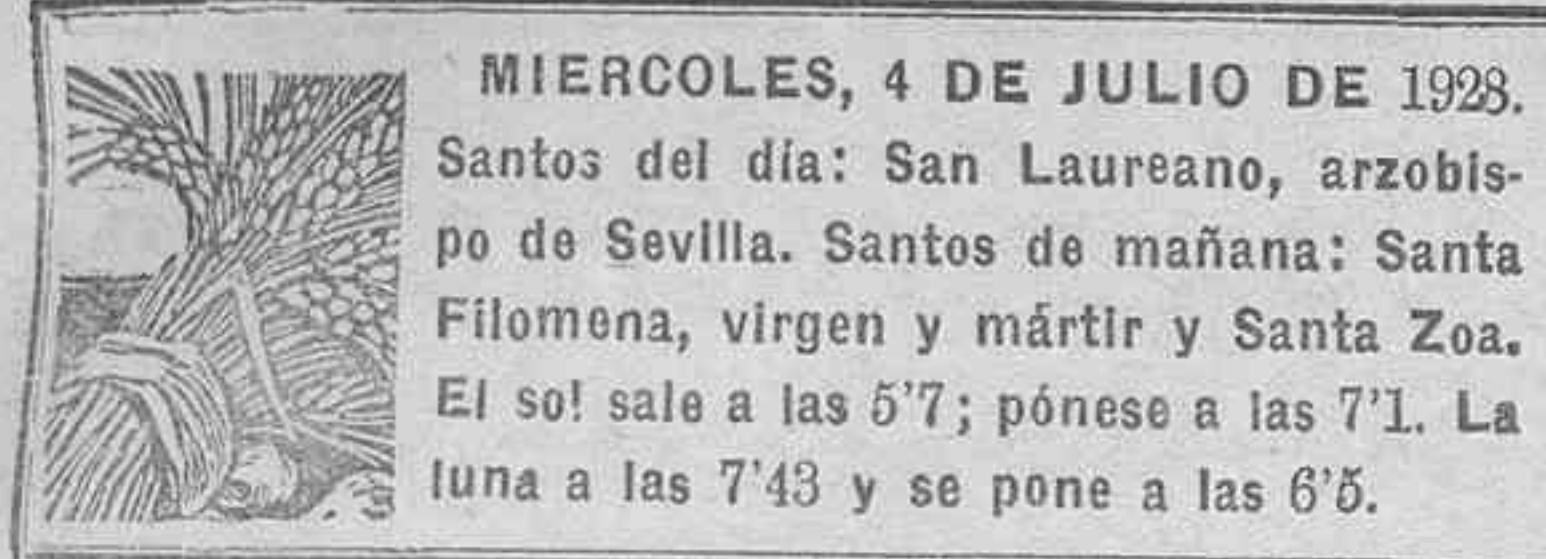 MIERCOLES, 4 DE JULIO DE 1928.
Santos del día: San Laureano, arzobis-
po de Sevilla. Santos de mañana: Santa
Filomena, virgen y mártir y Santa Zoa.
El so! sale a las 5'7; pónese a las 7'1. La
luna a las 7'43 y se pone a las 6'5.